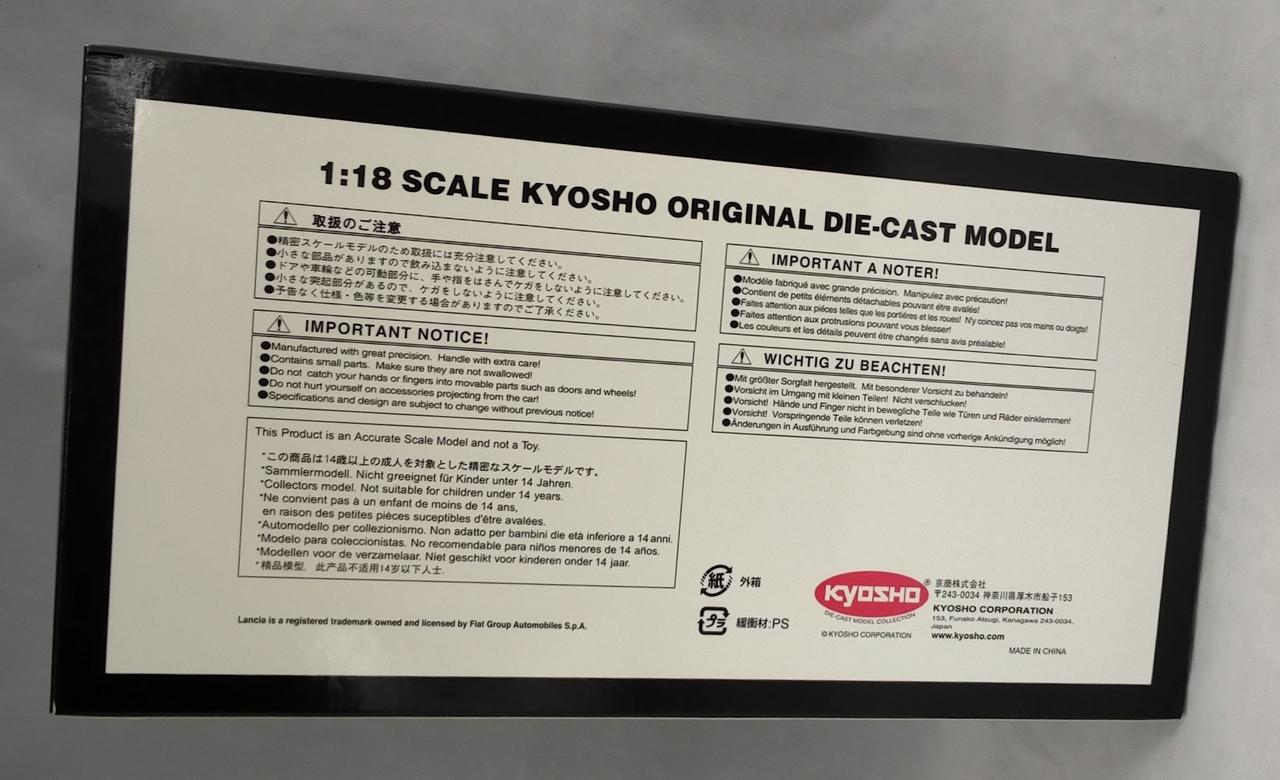 1:18 SCALE KYOSHO ORIGINAL DIE-CAST MODEL
取扱のご注意
●精密スケールモデルのため取扱には充分注意してください。
●小さな部品がありますので飲み込まないように注意してください。
●ドアや車輪などの可動部分に、手や指をはさんでケガをしないように注意してください。
●小さな突起部分があるので、ケガをしないように注意してください。
●予告なく仕様・色等を変更する場合がありますのでご了承ください。
IMPORTANT NOTICE!
●Manufactured with great precision. Handle with extra care!
●Contains small parts. Make sure they are not swallowed!
●Do not catch your hands or fingers into movable parts such as doors and wheels!
●Do not hurt yourself on accessories projecting from the car!
●Specifications and design are subject to change without previous notice!
This Product is an Accurate Scale Model and not a Toy.
*この商品は14歳以上の成人を対象とした精密なスケールモデルです。
*Sammlermodell. Nicht geeignet für Kinder unter 14 Jahren.
*Collectors model. Not suitable for children under 14 years.
*Ne convient pas à un enfant de moins de 14 ans,
en raison des petites pièces suceptibles d'être avalées.
*Automodello per collezionismo. Non adatto per bambini die età inferiore a 14 anni.
*Modelo para coleccionistas. No recomendable para niños menores de 14 años.
*Modellen voor de verzamelaar. Niet geschikt voor kinderen onder 14 jaar.
*精品模型. 此产品不适用14岁以下人士.
Lancia is a registered trademark owned and licensed by Fiat Group Automobiles S.p.A.
IMPORTANT A NOTER!
●Modéle fabriqué avec grande précision. Manipulez avec précaution!
●Contient de petits éléments détachables pouvant être avalés!
●Faites attention aux piéces telles que les portiéres et les roues! N'y coincez pas vos mains ou doigts!
●Faites attention aux protrusions pouvant vous blesser!
●Les couleurs et les détails peuvent étre changés sans avis préalable!
WICHTIG ZU BEACHTEN!
●Mit größter Sorgfalt hergestellt. Mit besonderer Vorsicht zu behandeln!
●Vorsicht im Umgang mit kleinen Teilen! Nicht verschlucken!
●Vorsicht! Hände und Finger nicht in bewegliche Teile wie Türen und Räder einklemmen!
●Vorsicht! Vorspringende Teile können verletzen!
●Änderungen in Ausführung und Farbgebung sind ohne vorherige Ankündigung möglich!
紙 外箱
プラ 緩衝材:PS
KYOSHO ®
DIE-CAST MODEL COLLECTION
© KYOSHO CORPORATION
京商株式会社
〒243-0034 神奈川県厚木市船子153
KYOSHO CORPORATION
153, Funako Atsugi, Kanagawa 243-0034,
Japan
www.kyosho.com
MADE IN CHINA